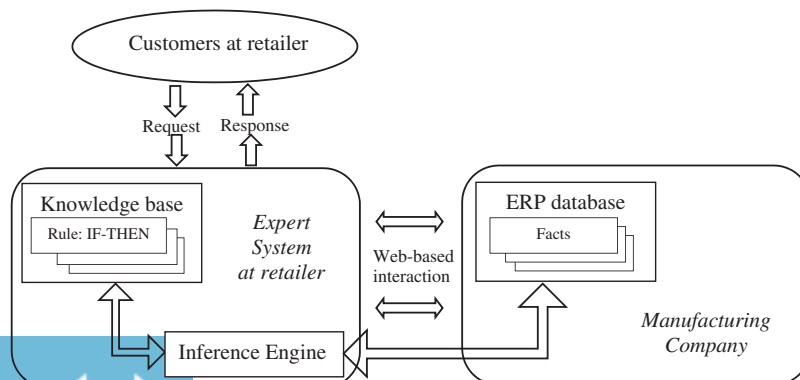 Customers at retailer
Request
Response
Knowledge base
Rule: IF-THEN
Expert
System
at retailer
Inference Engine
Web-based
interaction
ERP database
Facts
Manufacturing
Company